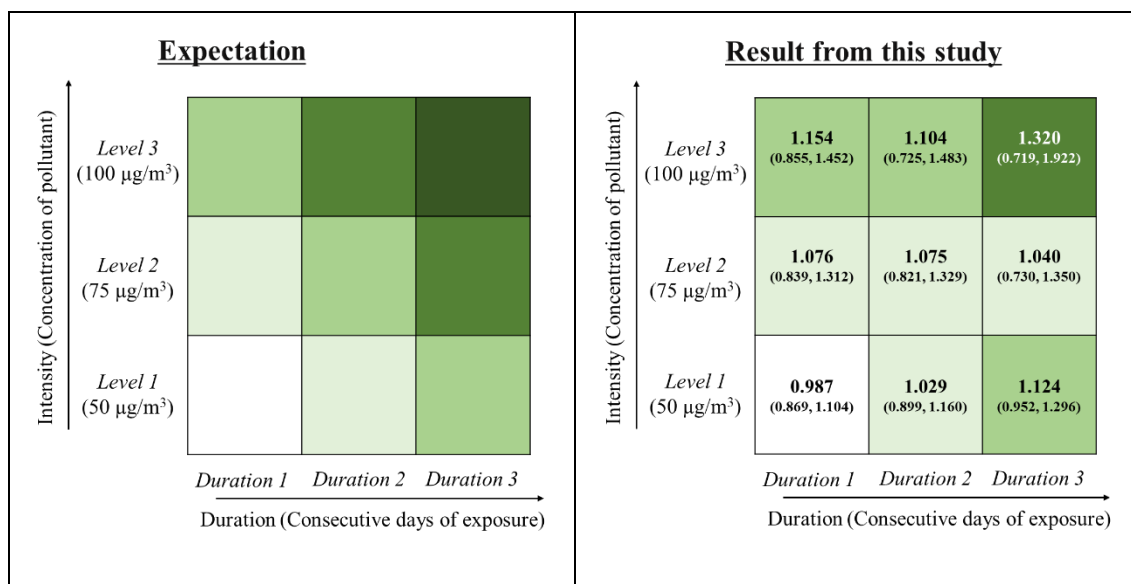 Expectation
Intensity (Concentration of pollutant)
Level 3
(100 μg/m³)
Level 2
(75 μg/m³)
Level 1
(50 μg/m³)
Duration 1 Duration 2 Duration 3
Duration (Consecutive days of exposure)
Result from this study
Intensity (Concentration of pollutant)
Level 3
(100 μg/m³)
1.154 1.104 1.320
(0.855, 1.452) (0.725, 1.483) (0.719, 1.922)
Level 2
(75 μg/m³)
1.076 1.075 1.040
(0.839, 1.312) (0.821, 1.329) (0.730, 1.350)
Level 1
(50 μg/m³)
0.987 1.029 1.124
(0.869, 1.104) (0.899, 1.160) (0.952, 1.296)
Duration 1 Duration 2 Duration 3
Duration (Consecutive days of exposure)